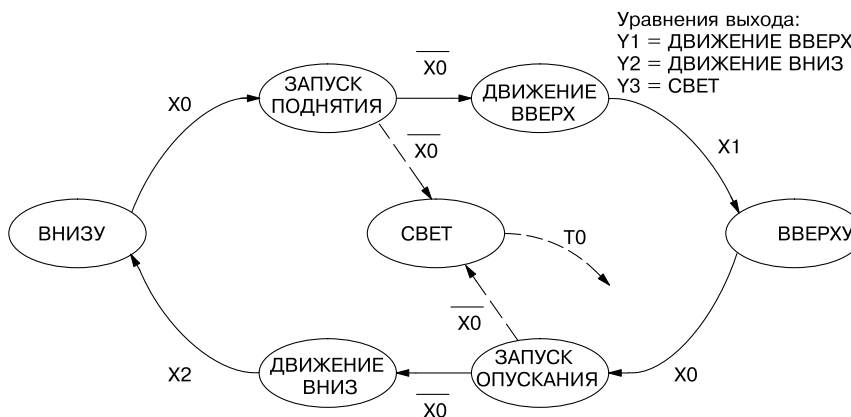 Уравнения выхода:
Y1 = ДВИЖЕНИЕ ВВЕРХ
Y2 = ДВИЖЕНИЕ ВНИЗ
Y3 = СВЕТ
X0
ЗАПУСК
ПОДНЯТИЯ
X0
ДВИЖЕНИЕ
ВВЕРХ
X0
X1
ВНИЗУ
СВЕТ
T0
ВВЕРХУ
X0
X2
ДВИЖЕНИЕ
ВНИЗ
X0
ЗАПУСК
ОПУСКАНИЯ
X0